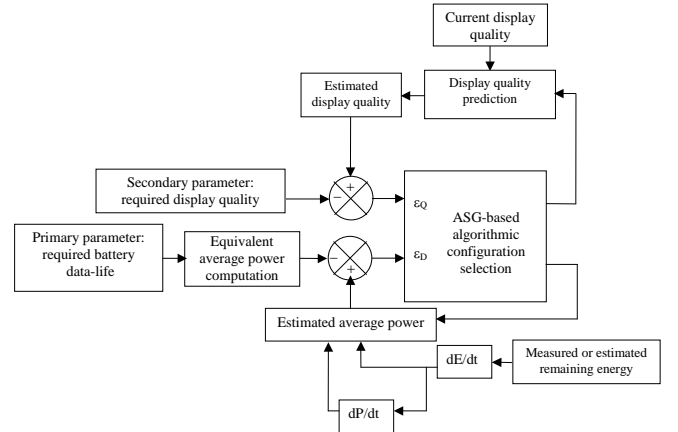 Current display
quality
Estimated
display quality
Display quality
prediction
Secondary parameter:
required display quality
−
+
εQ
ASG-based
algorithmic
configuration
selection
Primary parameter:
required battery
data-life
Equivalent
average power
computation
−
+
εD
Estimated average power
dE/dt
Measured or estimated
remaining energy
dP/dt